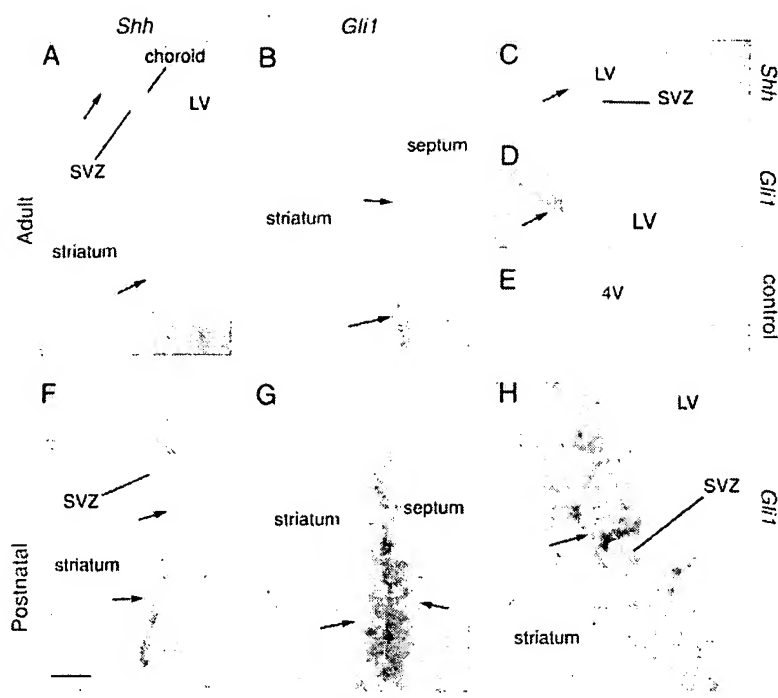 Shh
Gli1
A
choroid
LV
SVZ
striatum
B
septum
striatum
C
LV
SVZ
Shh
D
LV
Gli1
E
4V
control
Adult
F
SVZ
striatum
G
striatum
septum
H
LV
SVZ
striatum
Gli1
Postnatal